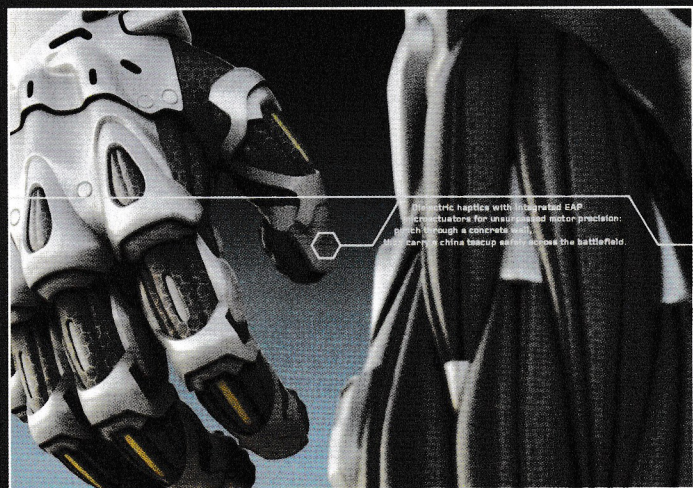 Dielectric haptics with integrated EAP
microactuators for unsurpassed motor precision:
punch through a concrete wall,
then carry a china teacup safely across the battlefield.